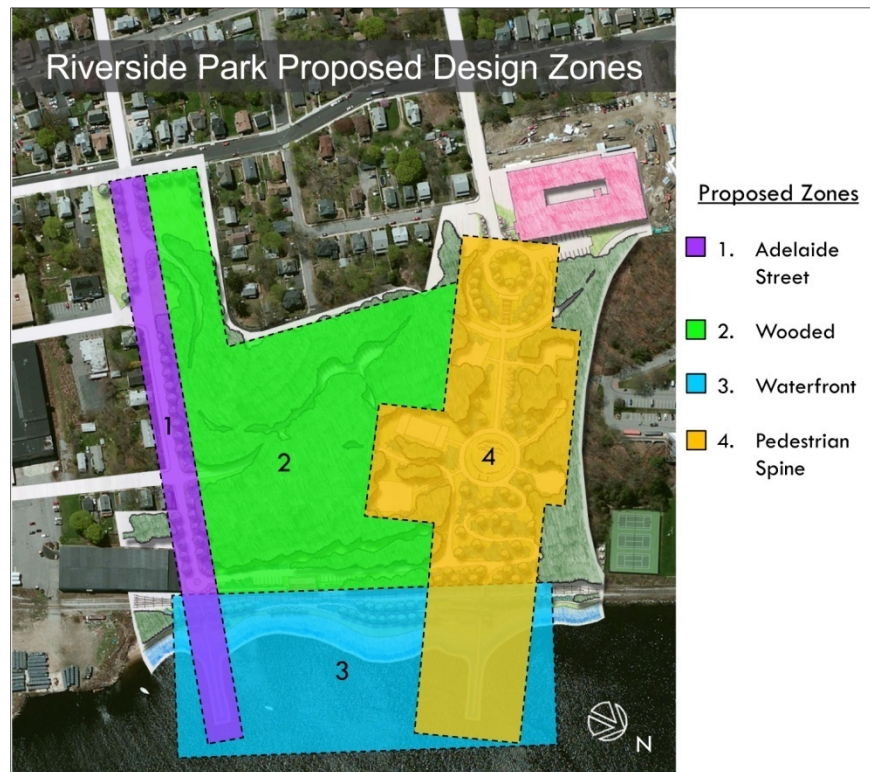 Riverside Park Proposed Design Zones
Proposed Zones
1. Adelaide
Street
2. Wooded
3. Waterfront
4. Pedestrian
Spine
1
2
4
3
N